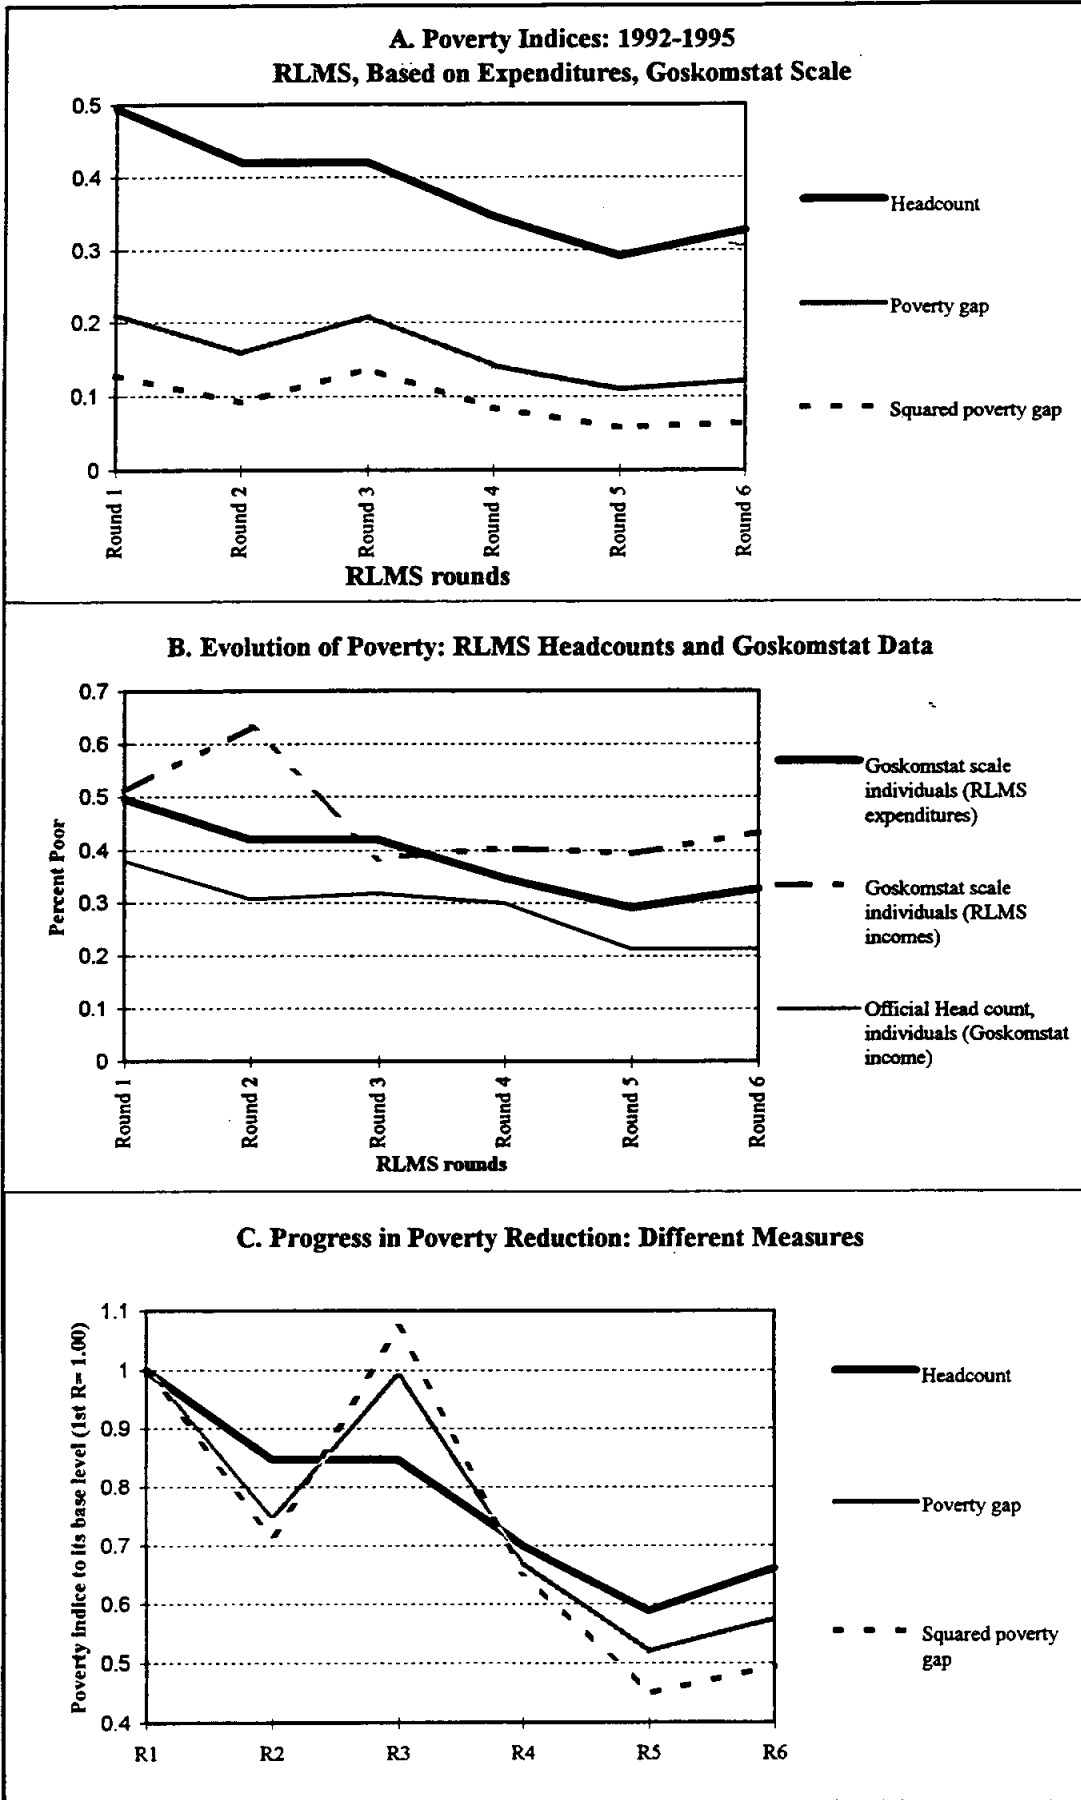 A. Poverty Indices: 1992-1995
RLMS, Based on Expenditures, Goskomstat Scale
0.5
0.4
0.3
0.2
0.1
0
Round 1
Round 2
Round 3
Round 4
Round 5
Round 6
RLMS rounds
Headcount
Poverty gap
Squared poverty gap
B. Evolution of Poverty: RLMS Headcounts and Goskomstat Data
Percent Poor
0.7
0.6
0.5
0.4
0.3
0.2
0.1
0
Round 1
Round 2
Round 3
Round 4
Round 5
Round 6
RLMS rounds
Goskomstat scale
individuals (RLMS
expenditures)
Goskomstat scale
individuals (RLMS
incomes)
Official Head count,
individuals (Goskomstat
income)
C. Progress in Poverty Reduction: Different Measures
Poverty indice to its base level (1st R= 1.00)
1.1
1
0.9
0.8
0.7
0.6
0.5
0.4
R1
R2
R3
R4
R5
R6
Headcount
Poverty gap
Squared poverty
gap